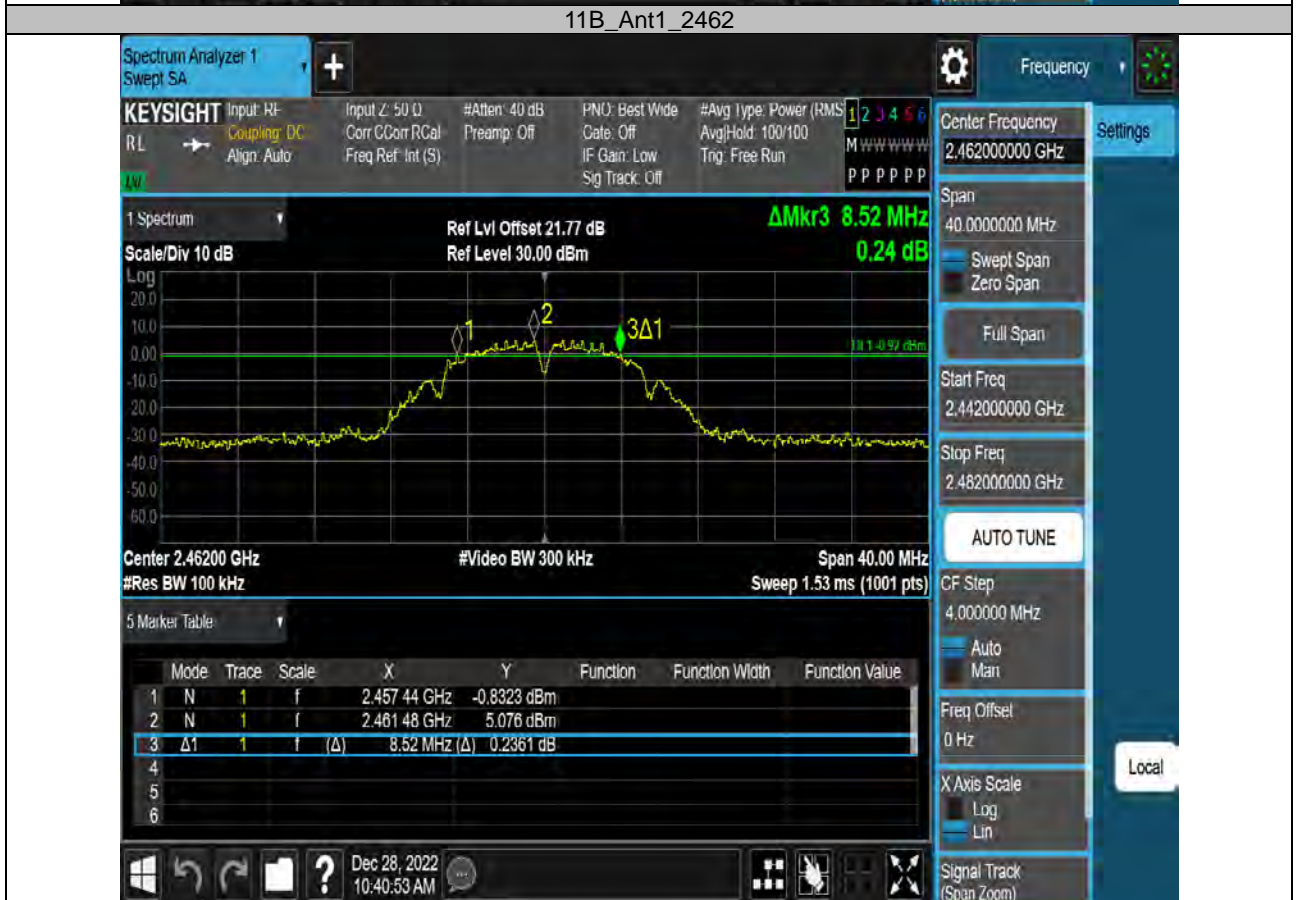 11B_Ant1_2462
Spectrum Analyzer 1
Swept SA
+
Frequency
KEYSIGHT
RL
Input: RF
Coupling: DC
Align: Auto
Input Z: 50 Ω
Corr CCorr RCal
Freq Ref: Int (S)
#Atten: 40 dB
Preamp: Off
PNO: Best Wide
Gate: Off
IF Gain: Low
Sig Track: Off
#Avg Type: Power (RMS
Avg|Hold: 100/100
Trig: Free Run
1 2 3 4 5 6
M W W W W W
P P P P P P
1 Spectrum
Scale/Div 10 dB
Ref Lvl Offset 21.77 dB
Ref Level 30.00 dBm
ΔMkr3 8.52 MHz
0.24 dB
Log
20.0
10.0
0.00
-10.0
-20.0
-30.0
-40.0
-50.0
-60.0
1
2
3Δ1
-0.92 dBm
Center 2.46200 GHz
#Video BW 300 kHz
Span 40.00 MHz
#Res BW 100 kHz
Sweep 1.53 ms (1001 pts)
5 Marker Table
Mode Trace Scale X Y Function Function Width Function Value
1 N 1 f 2.457 44 GHz -0.8323 dBm
2 N 1 f 2.461 48 GHz 5.076 dBm
3 Δ1 1 f (Δ) 8.52 MHz (Δ) 0.2361 dB
4
5
6
?
Dec 28, 2022
10:40:53 AM
Center Frequency
2.462000000 GHz
Settings
Span
40.0000000 MHz
Swept Span
Zero Span
Full Span
Start Freq
2.442000000 GHz
Stop Freq
2.482000000 GHz
AUTO TUNE
CF Step
4.000000 MHz
Auto
Man
Freq Offset
0 Hz
X Axis Scale
Log
Lin
Signal Track
(Span Zoom)
Local